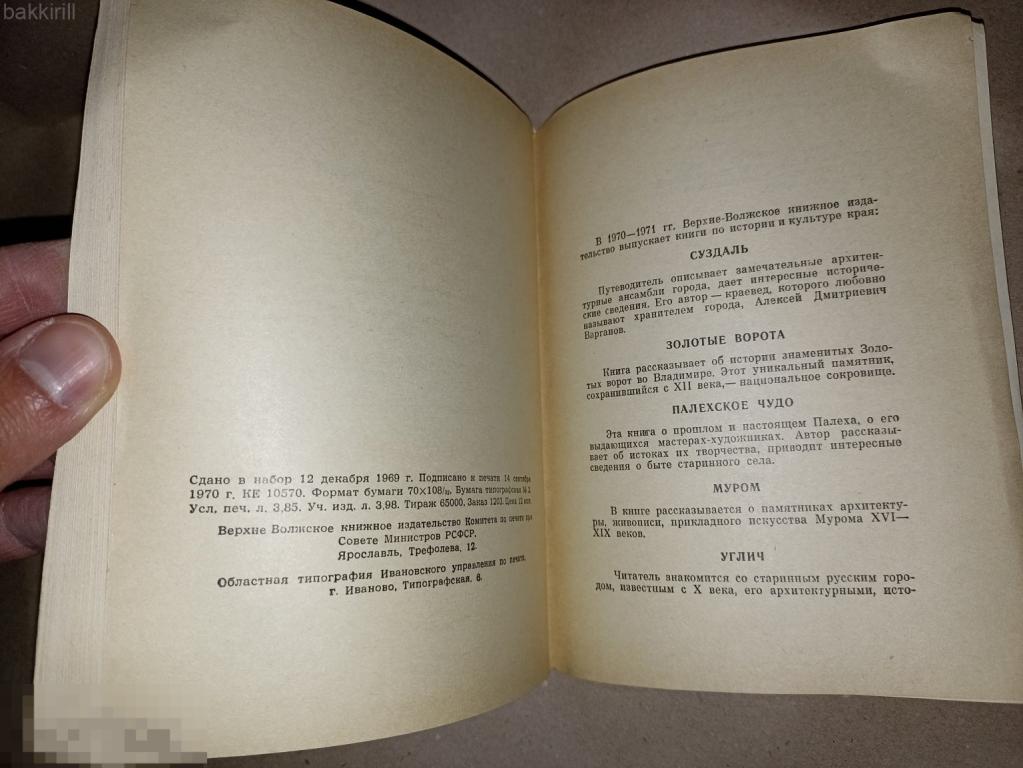 bakkirill
Сдано в набор 12 декабря 1969 г. Подписано к печати 14 сентября
1970 г. КЕ 10570. Формат бумаги 70×108/32. Бумага типографская № 2
Усл. печ. л. 3,85. Уч. изд. л. 3,98. Тираж 65000. Заказ 1203. Цена 12 коп.
Верхне Волжское книжное издательство Комитета по печати при
Совете Министров РСФСР.
Ярославль, Трефолева, 12.
Областная типография Ивановского управления по печати,
г. Иваново, Типографская, 6.
В 1970—1971 гг. Верхне-Волжское книжное изда-
тельство выпускает книги по истории и культуре края:
СУЗДАЛЬ
Путеводитель описывает замечательные архитек-
турные ансамбли города, дает интересные историче-
ские сведения. Его автор — краевед, которого любовно
называют хранителем города, Алексей Дмитриевич
Варганов.
ЗОЛОТЫЕ ВОРОТА
Книга рассказывает об истории знаменитых Золо-
тых ворот во Владимире. Этот уникальный памятник,
сохранившийся с XII века,— национальное сокровище.
ПАЛЕХСКОЕ ЧУДО
Эта книга о прошлом и настоящем Палеха, о его
выдающихся мастерах-художниках. Автор рассказы-
вает об истоках их творчества, приводит интересные
сведения о быте старинного села.
МУРОМ
В книге рассказывается о памятниках архитекту-
ры, живописи, прикладного искусства Мурома XVI—
XIX веков.
УГЛИЧ
Читатель знакомится со старинным русским горо-
дом, известным с X века, его архитектурными, исто-